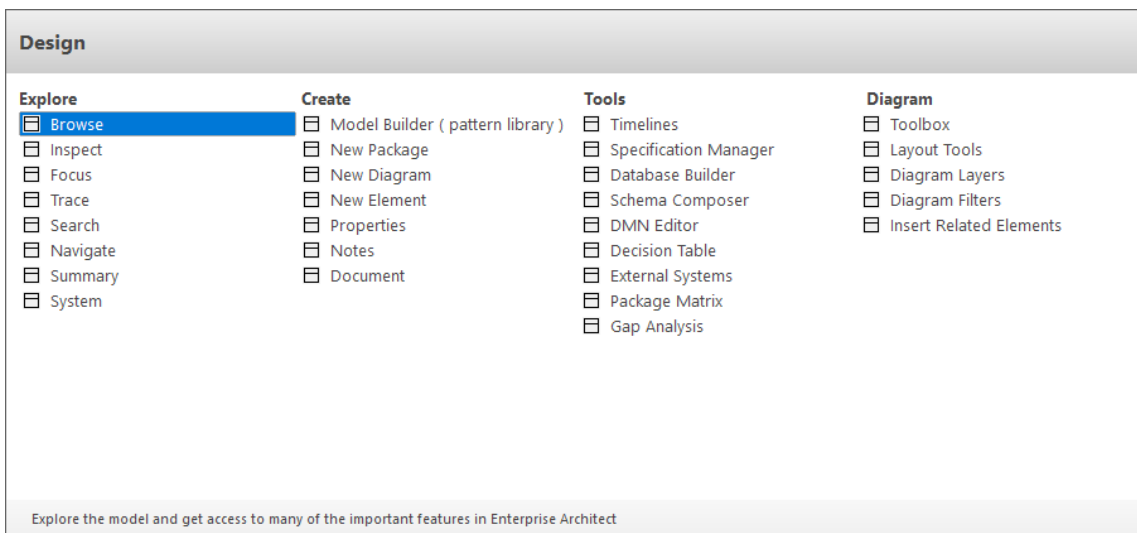 Design
Explore
Browse
Inspect
Focus
Trace
Search
Navigate
Summary
System
Create
Model Builder ( pattern library )
New Package
New Diagram
New Element
Properties
Notes
Document
Tools
Timelines
Specification Manager
Database Builder
Schema Composer
DMN Editor
Decision Table
External Systems
Package Matrix
Gap Analysis
Diagram
Toolbox
Layout Tools
Diagram Layers
Diagram Filters
Insert Related Elements
Explore the model and get access to many of the important features in Enterprise Architect